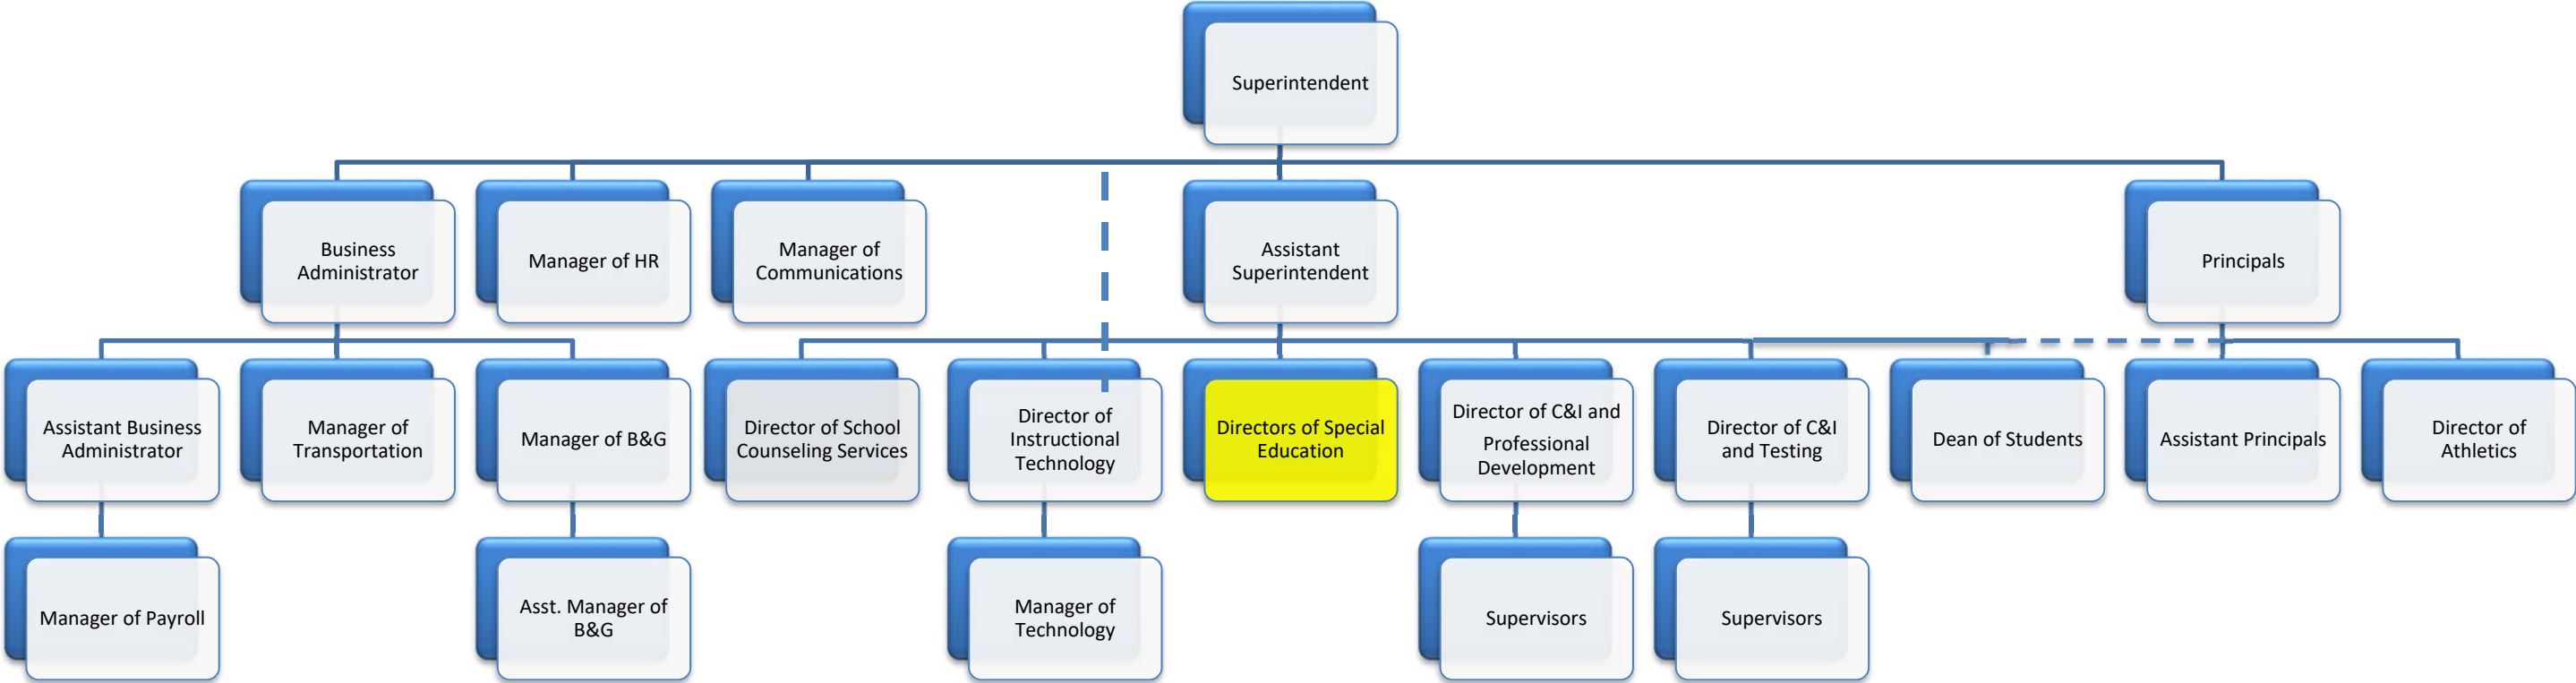 Superintendent
Business
Administrator
Manager of HR
Manager of
Communications
Assistant
Superintendent
Principals
Assistant Business
Administrator
Manager of
Transportation
Manager of B&G
Director of School
Counseling Services
Director of
Instructional
Technology
Directors of Special
Education
Director of C&I and
Professional
Development
Director of C&I
and Testing
Dean of Students
Assistant Principals
Director of
Athletics
Manager of Payroll
Asst. Manager of
B&G
Manager of
Technology
Supervisors
Supervisors